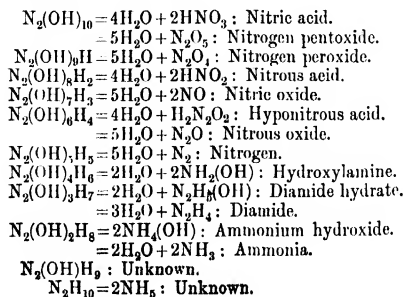 N₂(OH)₁₀=4H₂O+2HNO₃: Nitric acid.
=5H₂O+N₂O₅: Nitrogen pentoxide.
N₂(OH)₉H=5H₂O+N₂O₄: Nitrogen peroxide.
N₂(OH)₈H₂=4H₂O+2HNO₂: Nitrous acid.
N₂(OH)₇H₃=5H₂O+2NO: Nitric oxide.
N₂(OH)₆H₄=4H₂O+H₂N₂O₂: Hyponitrous acid.
=5H₂O+N₂O: Nitrous oxide.
N₂(OH)₅H₅=5H₂O+N₂: Nitrogen.
N₂(OH)₄H₆=2H₂O+2NH₂(OH): Hydroxylamine.
N₂(OH)₃H₇=2H₂O+N₂H₅(OH): Diamide hydrate.
=3H₂O+N₂H₄: Diamide.
N₂(OH)₂H₈=2NH₄(OH): Ammonium hydroxide.
=2H₂O+2NH₃: Ammonia.
N₂(OH)H₉: Unknown.
N₂H₁₀=2NH₅: Unknown.